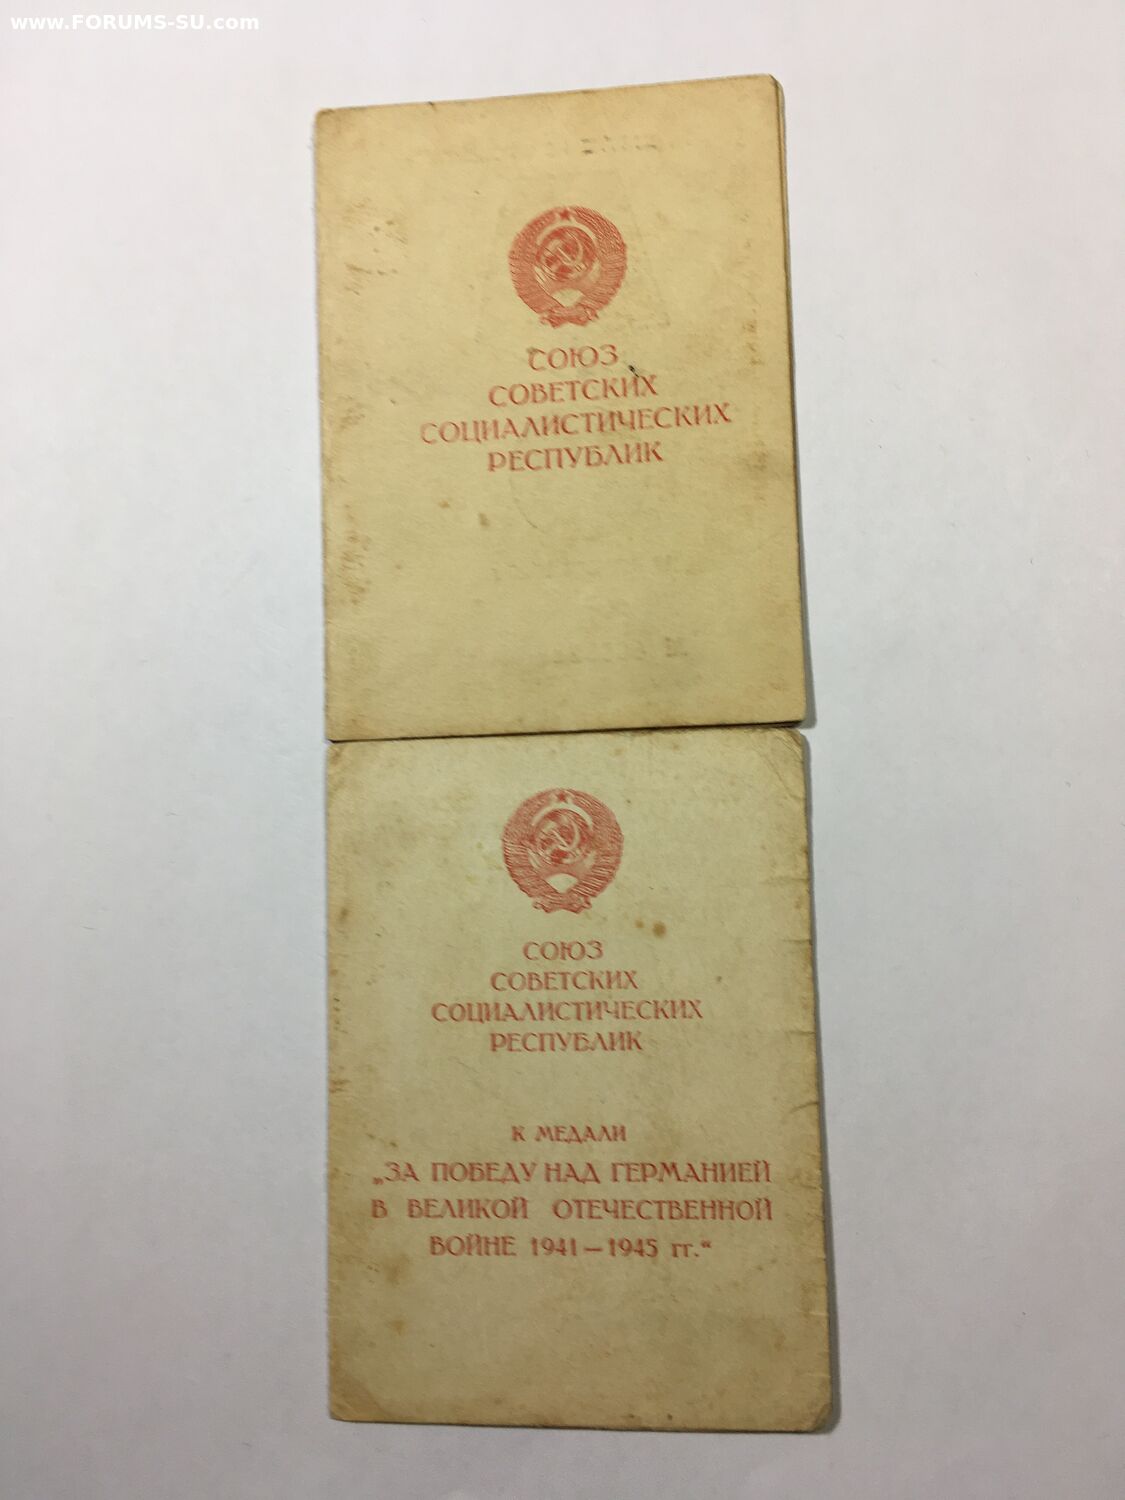 www.FORUMS-SU.com
СОЮЗ
СОВЕТСКИХ
СОЦИАЛИСТИЧЕСКИХ
РЕСПУБЛИК
СОЮЗ
СОВЕТСКИХ
СОЦИАЛИСТИЧЕСКИХ
РЕСПУБЛИК
К МЕДАЛИ
„ЗА ПОБЕДУ НАД ГЕРМАНИЕЙ
В ВЕЛИКОЙ ОТЕЧЕСТВЕННОЙ
ВОЙНЕ 1941—1945 гг.“